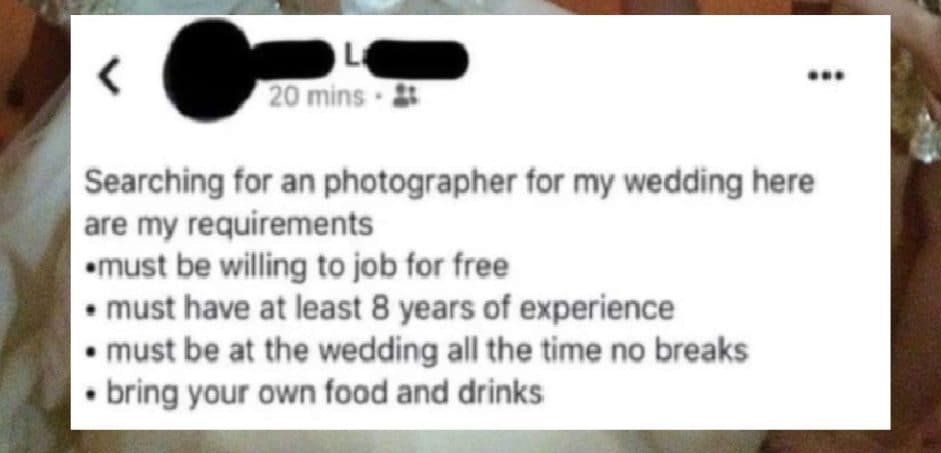 20 mins
Searching for an photographer for my wedding here
are my requirements
•must be willing to job for free
• must have at least 8 years of experience
• must be at the wedding all the time no breaks
• bring your own food and drinks